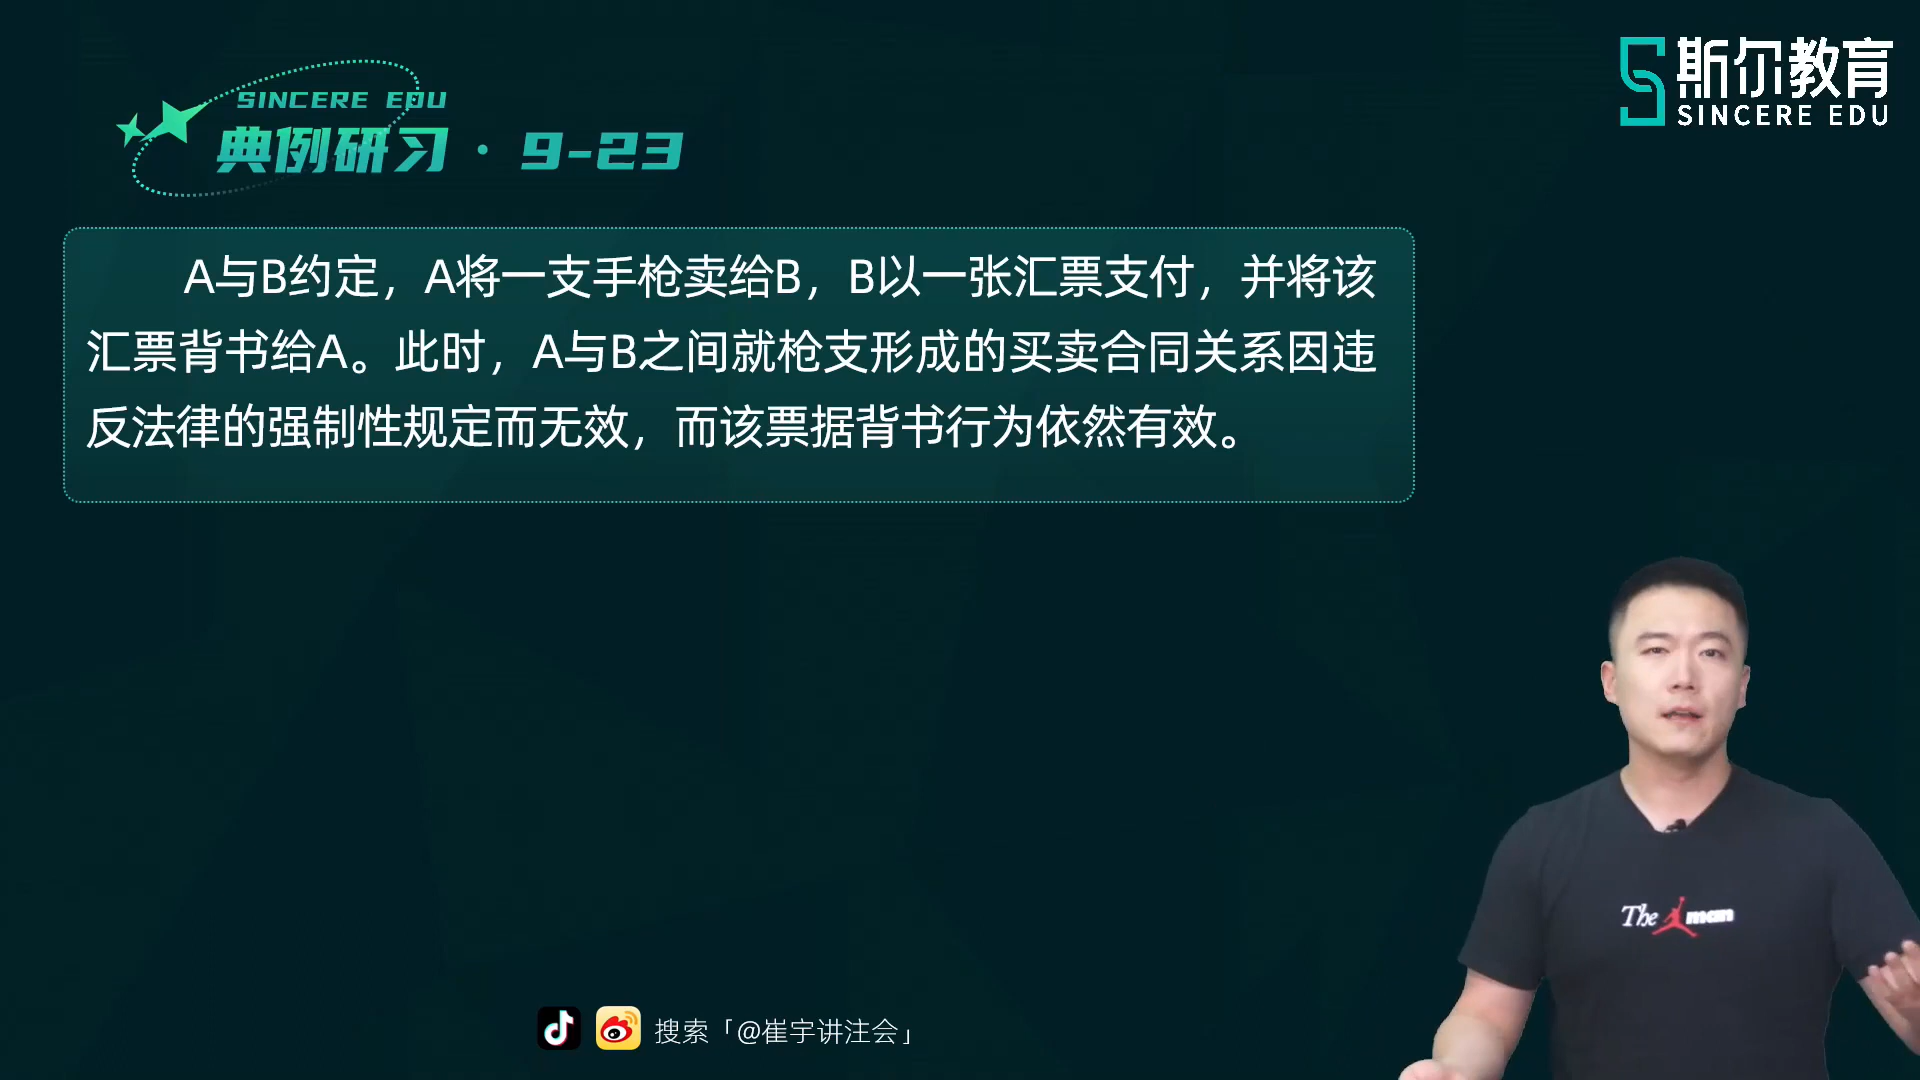 SINCERE EDU
典例研习·9-23
斯尔教育
SINCERE EDU
A与B约定，A将一支手枪卖给B，B以一张汇票支付，并将该
汇票背书给A。此时，A与B之间就枪支形成的买卖合同关系因违
反法律的强制性规定而无效，而该票据背书行为依然有效。
The man
搜索「@崔宇讲注会」